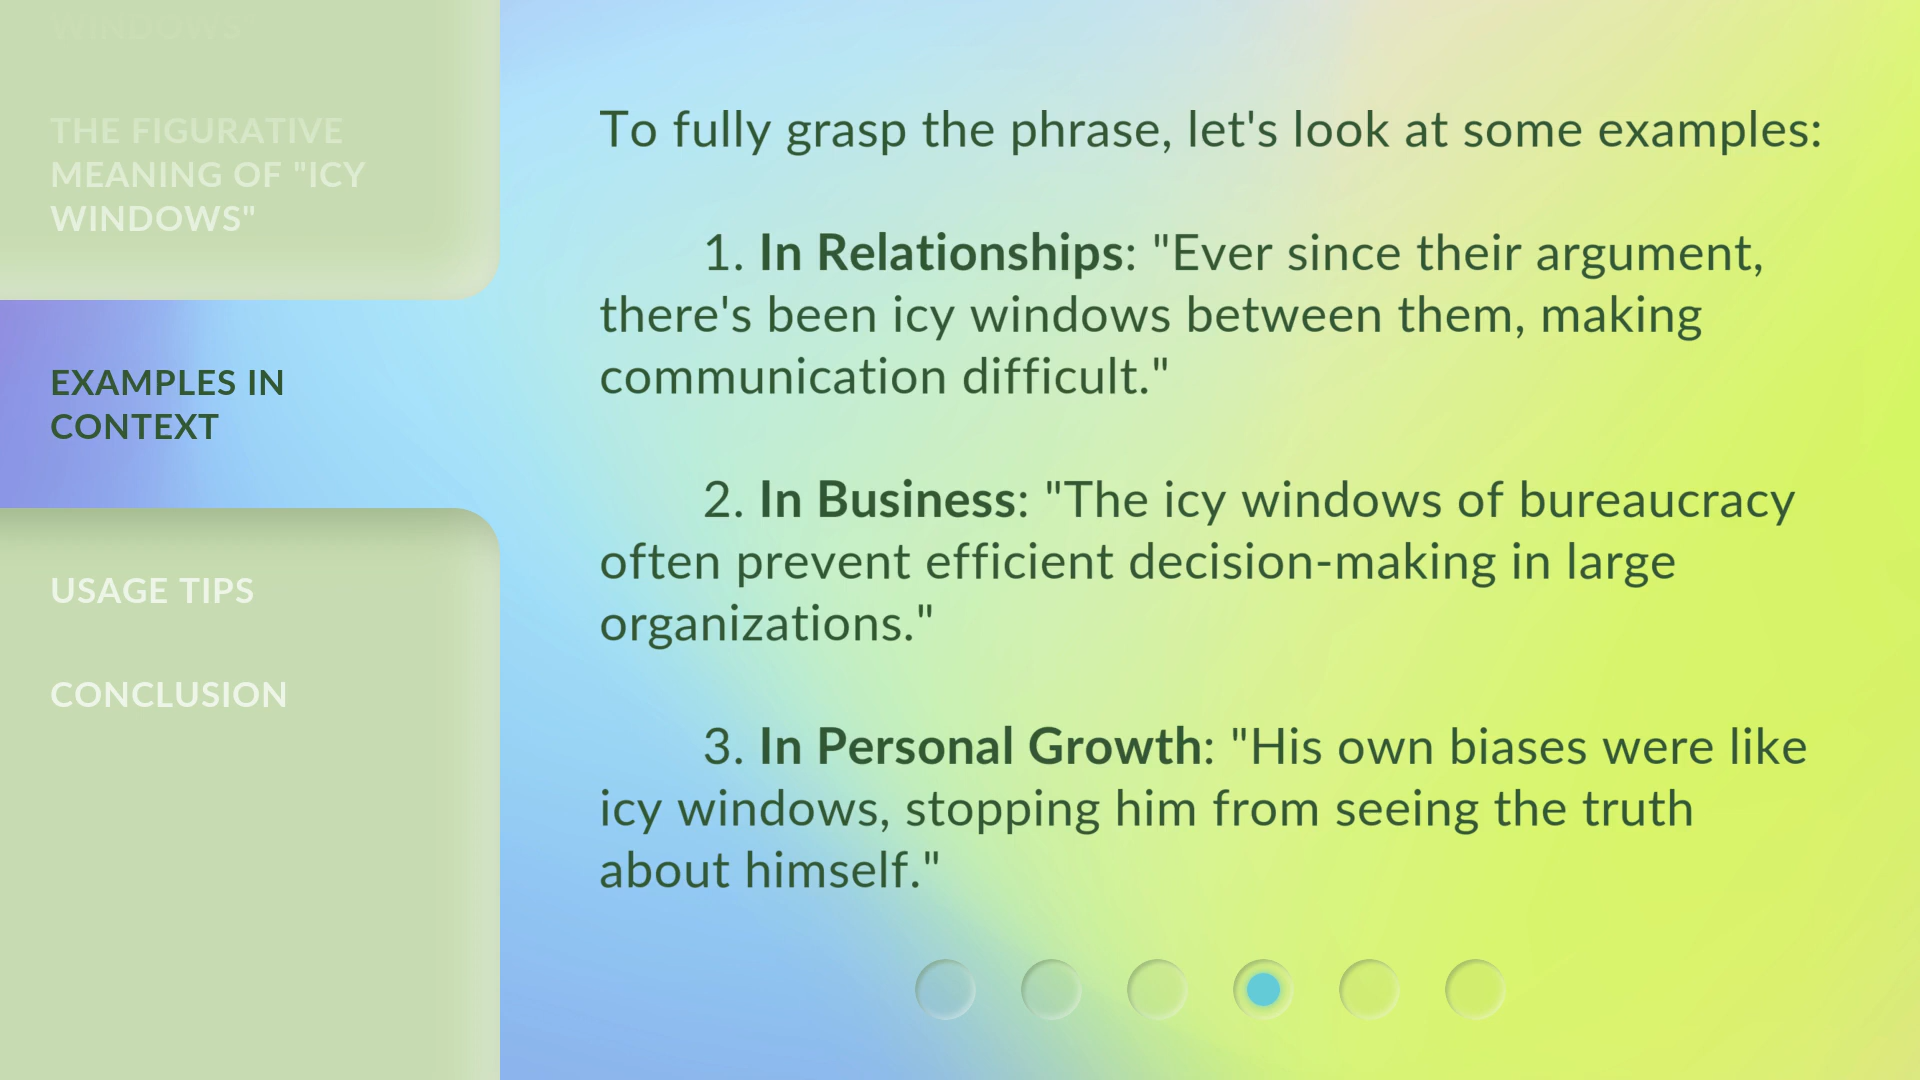 WINDOWS"
THE FIGURATIVE
MEANING OF "ICY
WINDOWS"
EXAMPLES IN
CONTEXT
USAGE TIPS
CONCLUSION
To fully grasp the phrase, let's look at some examples:
1. In Relationships: "Ever since their argument,
there's been icy windows between them, making
communication difficult."
2. In Business: "The icy windows of bureaucracy
often prevent efficient decision-making in large
organizations."
3. In Personal Growth: "His own biases were like
icy windows, stopping him from seeing the truth
about himself."